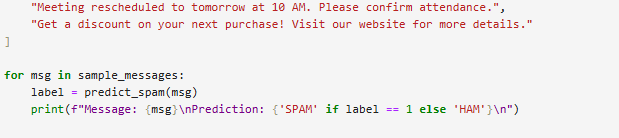 "Meeting rescheduled to tomorrow at 10 AM. Please confirm attendance.",
"Get a discount on your next purchase! Visit our website for more details."
]
for msg in sample_messages:
label = predict_spam(msg)
print(f"Message: {msg}\nPrediction: {'SPAM' if label == 1 else 'HAM'}\n")